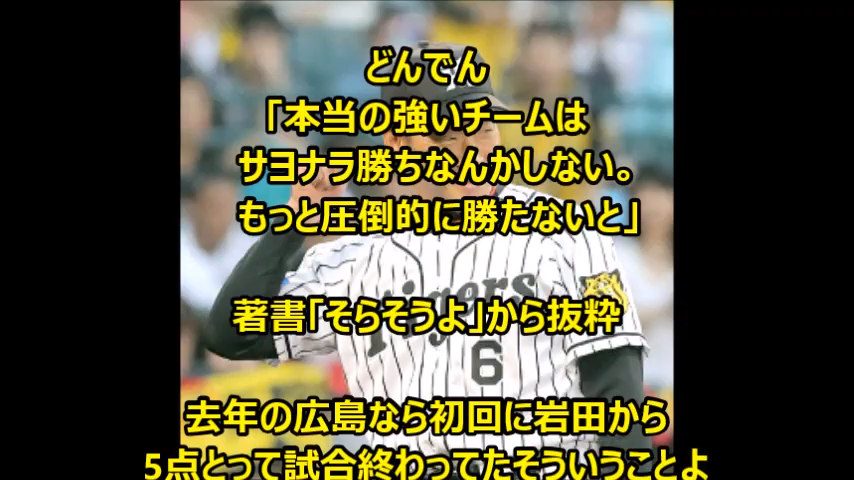 どんでん
「本当の強いチームは
サヨナラ勝ちなんかしない。
もっと圧倒的に勝たないと」
Tigers
著書「そらそうよ」から抜粋
6
去年の広島なら初回に岩田から
5点とって試合終わってたそういうことよ